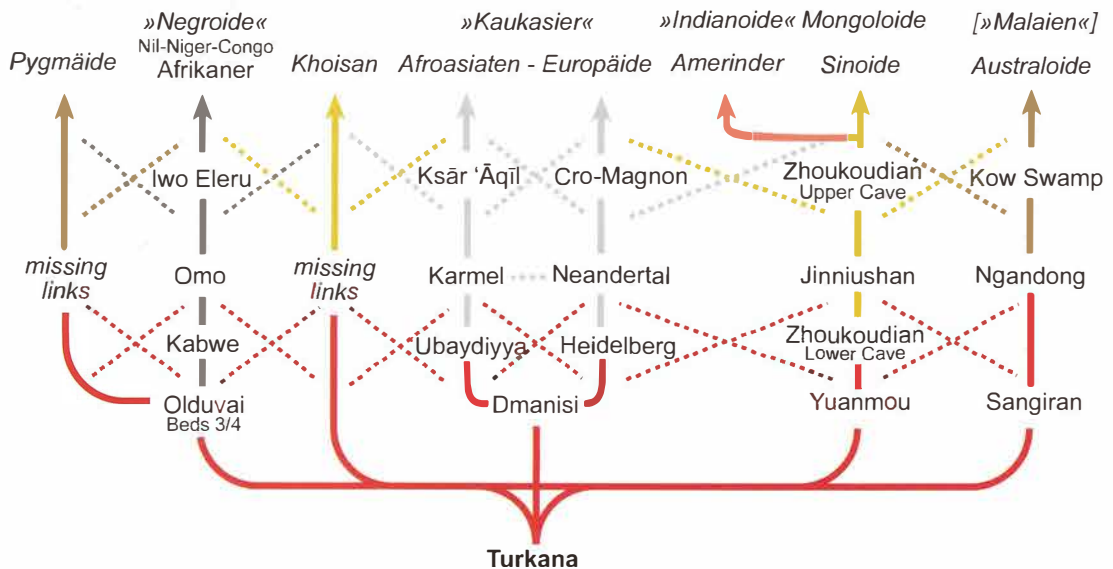 »Negroide«
»Kaukasier«
»Indianoide« Mongoloide
[»Malaien«]
Nil-Niger-Congo
Pygmäide
Afrikaner
Khoisan
Afroasiaten - Europäide
Amerinder
Sinoide
Australoide
Iwo Eleru
Ksār ‘Āqīl
Cro-Magnon
Zhoukoudian
Upper Cave
Kow Swamp
missing
links
Omo
missing
links
Karmel
Neandertal
Jinniushan
Ngandong
Kabwe
Ubaydiyya
Heidelberg
Zhoukoudian
Lower Cave
Olduvai
Beds 3/4
Dmanisi
Yuanmou
Sangiran
Turkana